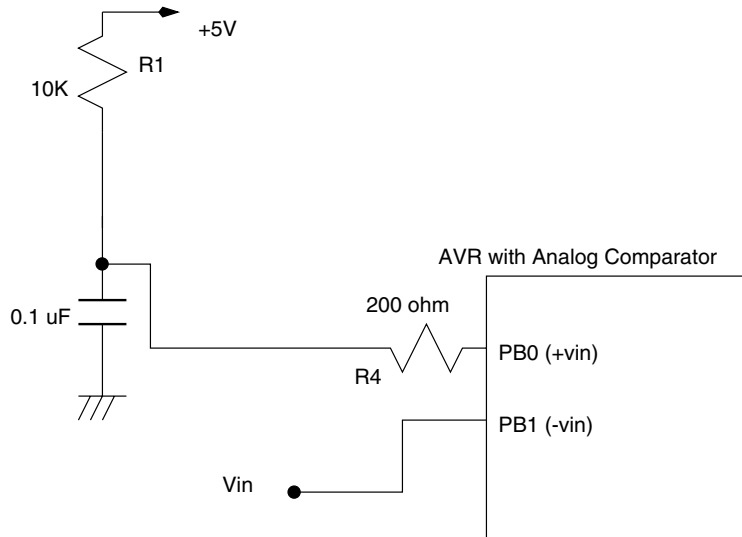 +5V
R1
10K
AVR with Analog Comparator
0.1 uF
200 ohm
PB0 (+vin)
R4
PB1 (-vin)
Vin